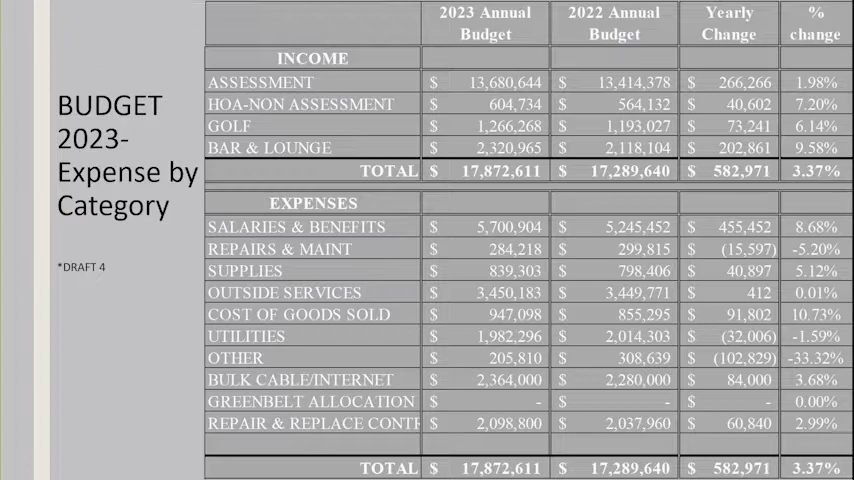 BUDGET
2023-
Expense by
Category
*DRAFT 4
2023 Annual Budget 2022 Annual Budget Yearly Change % change
INCOME
ASSESSMENT $ 13,680,644 $ 13,414,378 $ 266,266 1.98%
HOA-NON ASSESSMENT $ 604,734 $ 564,132 $ 40,602 7.20%
GOLF $ 1,266,268 $ 1,193,027 $ 73,241 6.14%
BAR & LOUNGE $ 2,320,965 $ 2,118,104 $ 202,861 9.58%
TOTAL $ 17,872,611 $ 17,289,640 $ 582,971 3.37%
EXPENSES
SALARIES & BENEFITS $ 5,700,904 $ 5,245,452 $ 455,452 8.68%
REPAIRS & MAINT $ 284,218 $ 299,815 $ (15,597) -5.20%
SUPPLIES $ 839,303 $ 798,406 $ 40,897 5.12%
OUTSIDE SERVICES $ 3,450,183 $ 3,449,771 $ 412 0.01%
COST OF GOODS SOLD $ 947,098 $ 855,295 $ 91,802 10.73%
UTILITIES $ 1,982,296 $ 2,014,303 $ (32,006) -1.59%
OTHER $ 205,810 $ 308,639 $ (102,829) -33.32%
BULK CABLE/INTERNET $ 2,364,000 $ 2,280,000 $ 84,000 3.68%
GREENBELT ALLOCATION $ - $ - $ - 0.00%
REPAIR & REPLACE CONTR $ 2,098,800 $ 2,037,960 $ 60,840 2.99%
TOTAL $ 17,872,611 $ 17,289,640 $ 582,971 3.37%